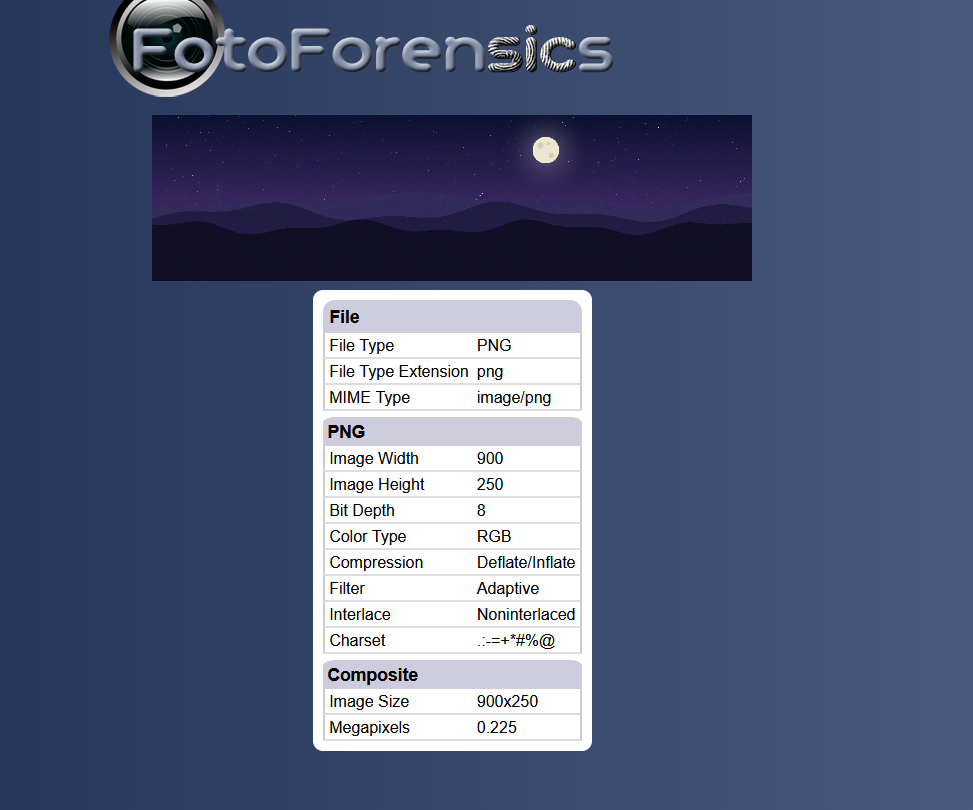 FotoForensics
File
File Type PNG
File Type Extension png
MIME Type image/png
PNG
Image Width 900
Image Height 250
Bit Depth 8
Color Type RGB
Compression Deflate/Inflate
Filter Adaptive
Interlace Noninterlaced
Charset .:-=+*#%@
Composite
Image Size 900x250
Megapixels 0.225